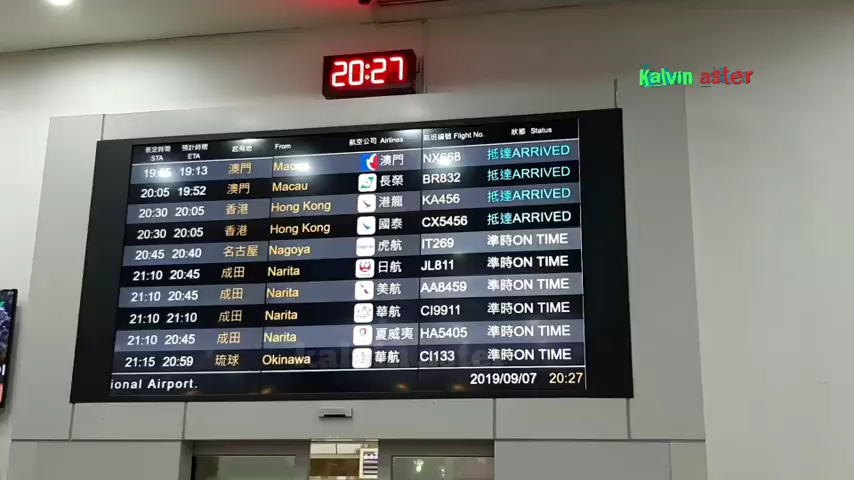 20:27
Kalvin aster
表定時間 預計時間 起飛地 From 航空公司 Airlines 航班編號 Flight No. 狀態 Status
STA ETA
19:13 澳門 Macau 澳門 NX668 抵達ARRIVED
20:05 19:52 澳門 Macau 長榮 BR832 抵達ARRIVED
20:30 20:05 香港 Hong Kong 港龍 KA456 抵達ARRIVED
20:30 20:05 香港 Hong Kong 國泰 CX5456 抵達ARRIVED
20:45 20:40 名古屋 Nagoya 虎航 IT269 準時ON TIME
21:10 20:45 成田 Narita 日航 JL811 準時ON TIME
21:10 20:45 成田 Narita 美航 AA8459 準時ON TIME
21:10 21:10 成田 Narita 華航 CI9911 準時ON TIME
21:10 20:45 成田 Narita 夏威夷 HA5405 準時ON TIME
21:15 20:59 琉球 Okinawa 華航 CI133 準時ON TIME
ional Airport. 2019/09/07 20:27